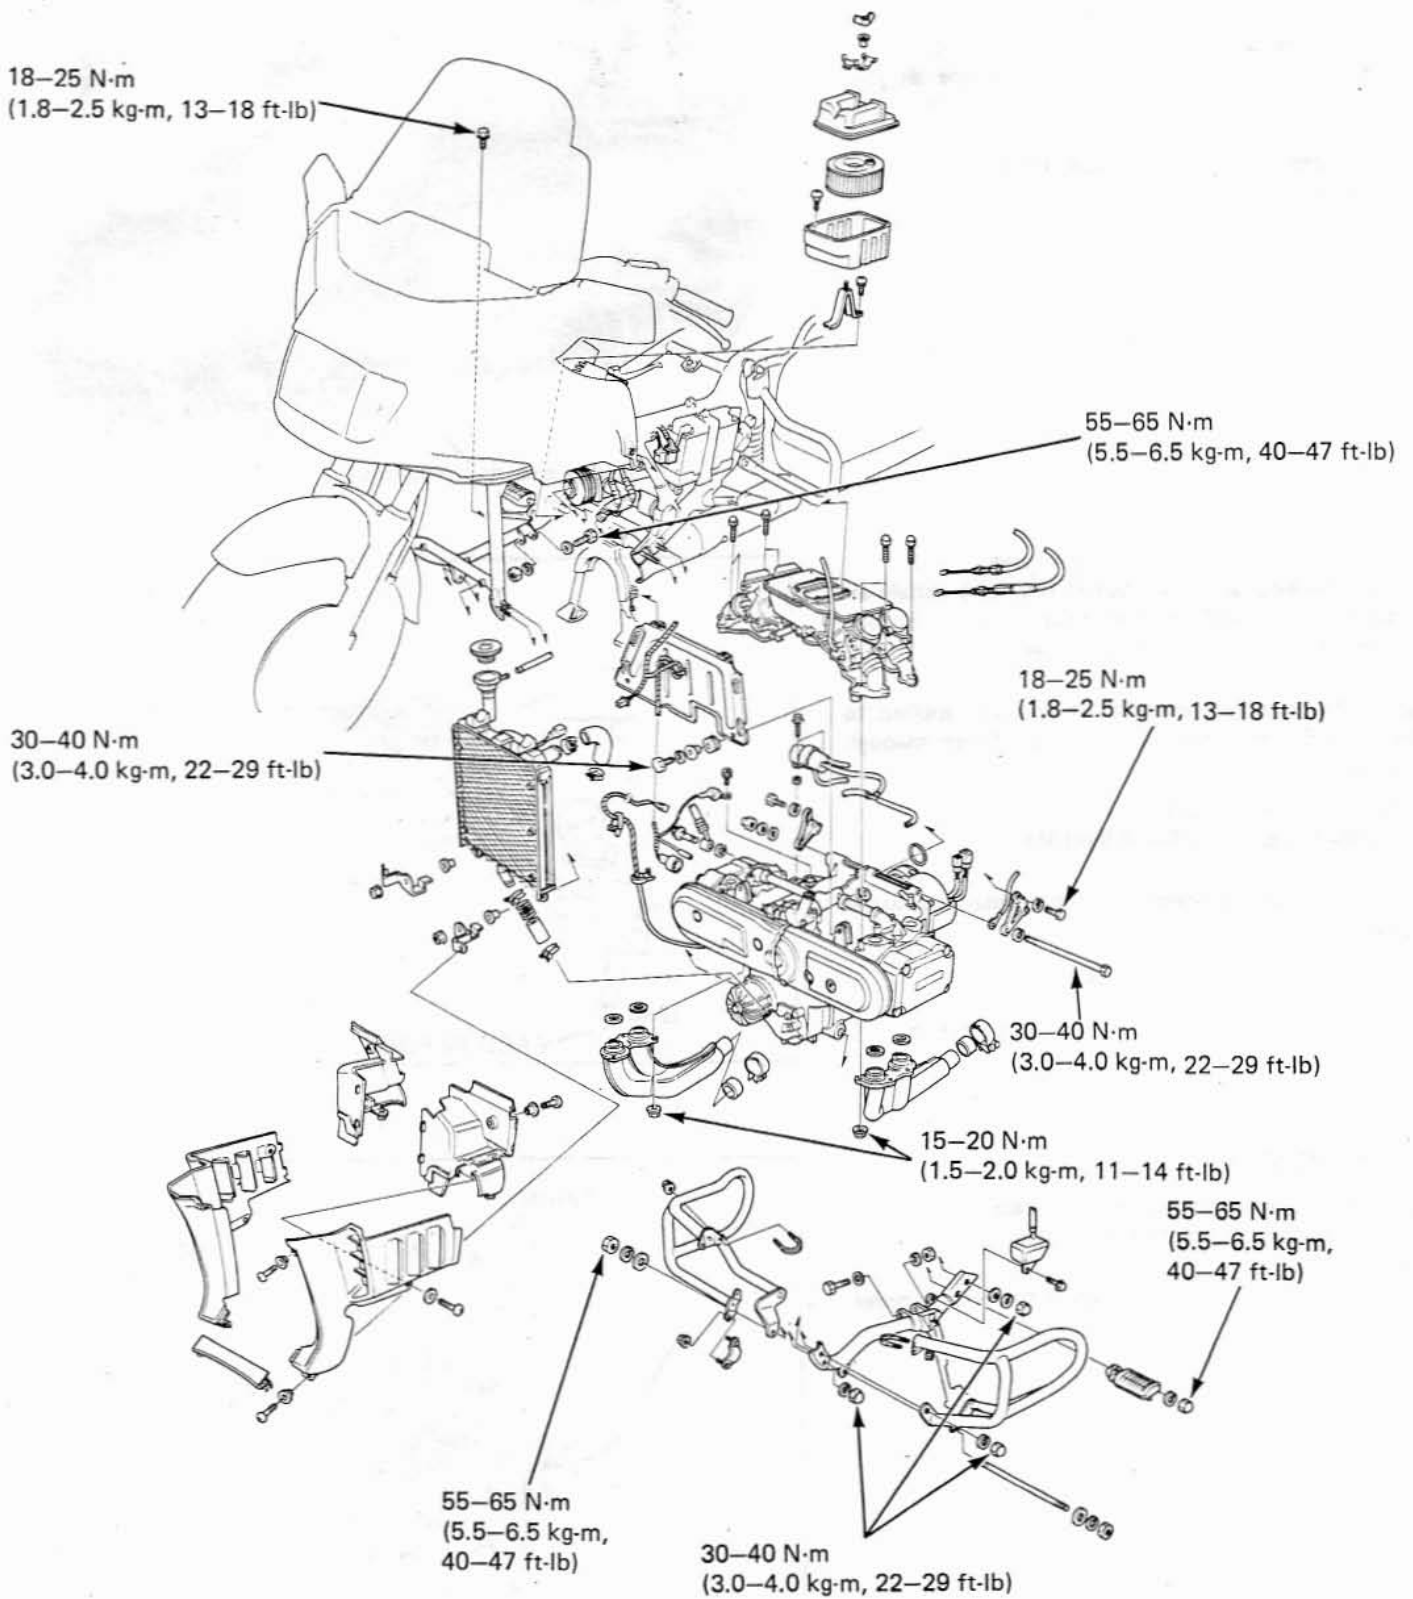 18–25 N·m
(1.8–2.5 kg-m, 13–18 ft-lb)
55–65 N·m
(5.5–6.5 kg-m, 40–47 ft-lb)
18–25 N·m
(1.8–2.5 kg-m, 13–18 ft-lb)
30–40 N·m
(3.0–4.0 kg-m, 22–29 ft-lb)
30–40 N·m
(3.0–4.0 kg-m, 22–29 ft-lb)
15–20 N·m
(1.5–2.0 kg-m, 11–14 ft-lb)
55–65 N·m
(5.5–6.5 kg-m,
40–47 ft-lb)
55–65 N·m
(5.5–6.5 kg-m,
40–47 ft-lb)
30–40 N·m
(3.0–4.0 kg-m, 22–29 ft-lb)